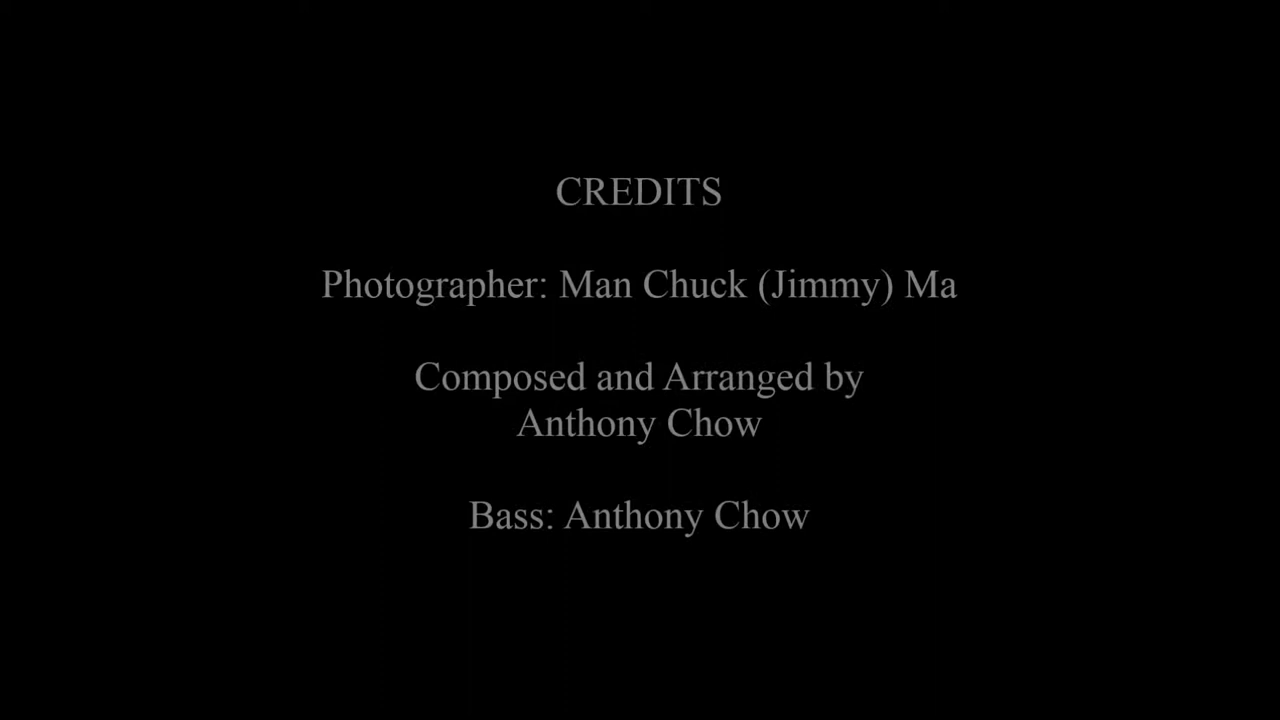 CREDITS
Photographer: Man Chuck (Jimmy) Ma
Composed and Arranged by
Anthony Chow
Bass: Anthony Chow